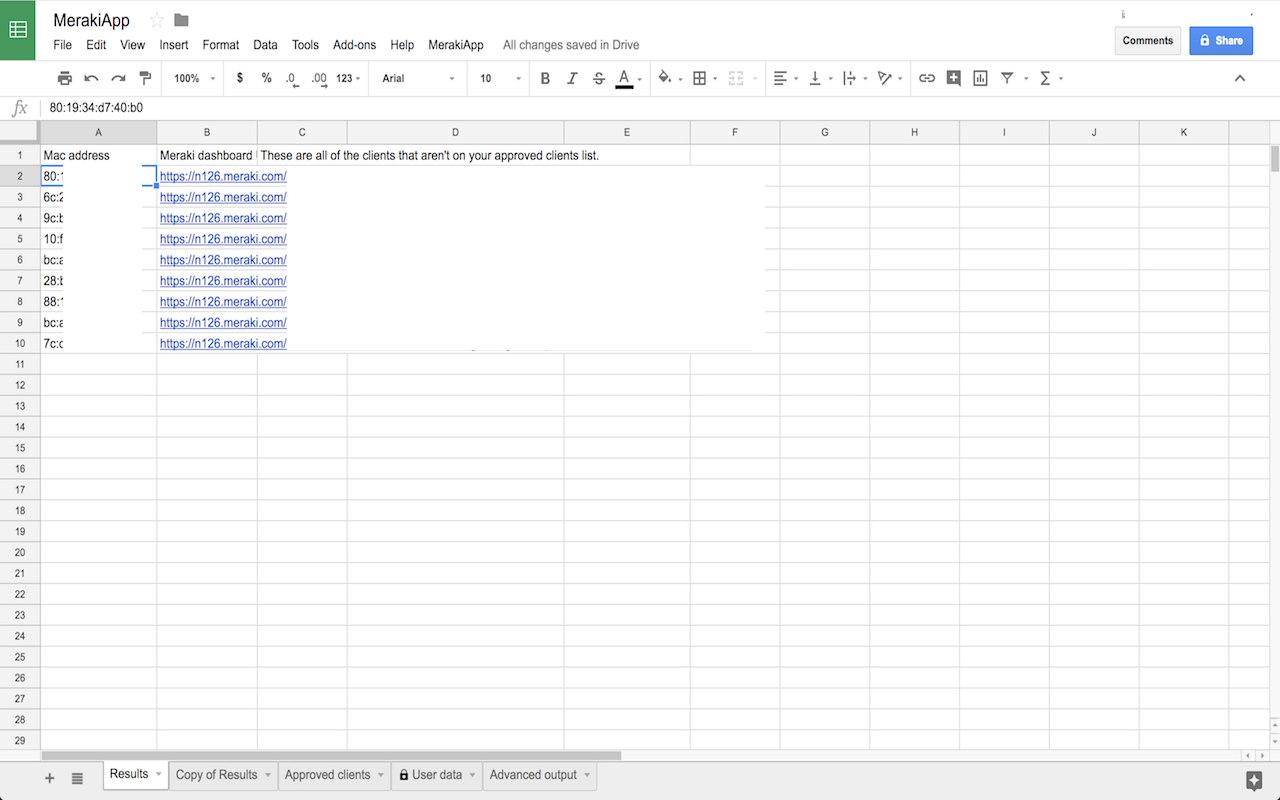 MerakiApp
File Edit View Insert Format Data Tools Add-ons Help MerakiApp All changes saved in Drive
Comments Share
100% $ % .0 .00 123 Arial 10 B I S A Σ
fx 80:19:34:d7:40:b0
A B C D E F G H I J K
1 Mac address Meraki dashboard These are all of the clients that aren't on your approved clients list.
2 80:1 https://n126.meraki.com/
3 6c:2 https://n126.meraki.com/
4 9c:b https://n126.meraki.com/
5 10:f https://n126.meraki.com/
6 bc:a https://n126.meraki.com/
7 28:b https://n126.meraki.com/
8 88:1 https://n126.meraki.com/
9 bc:a https://n126.meraki.com/
10 7c:c https://n126.meraki.com/
11
12
13
14
15
16
17
18
19
20
21
22
23
24
25
26
27
28
29
+ Results Copy of Results Approved clients User data Advanced output